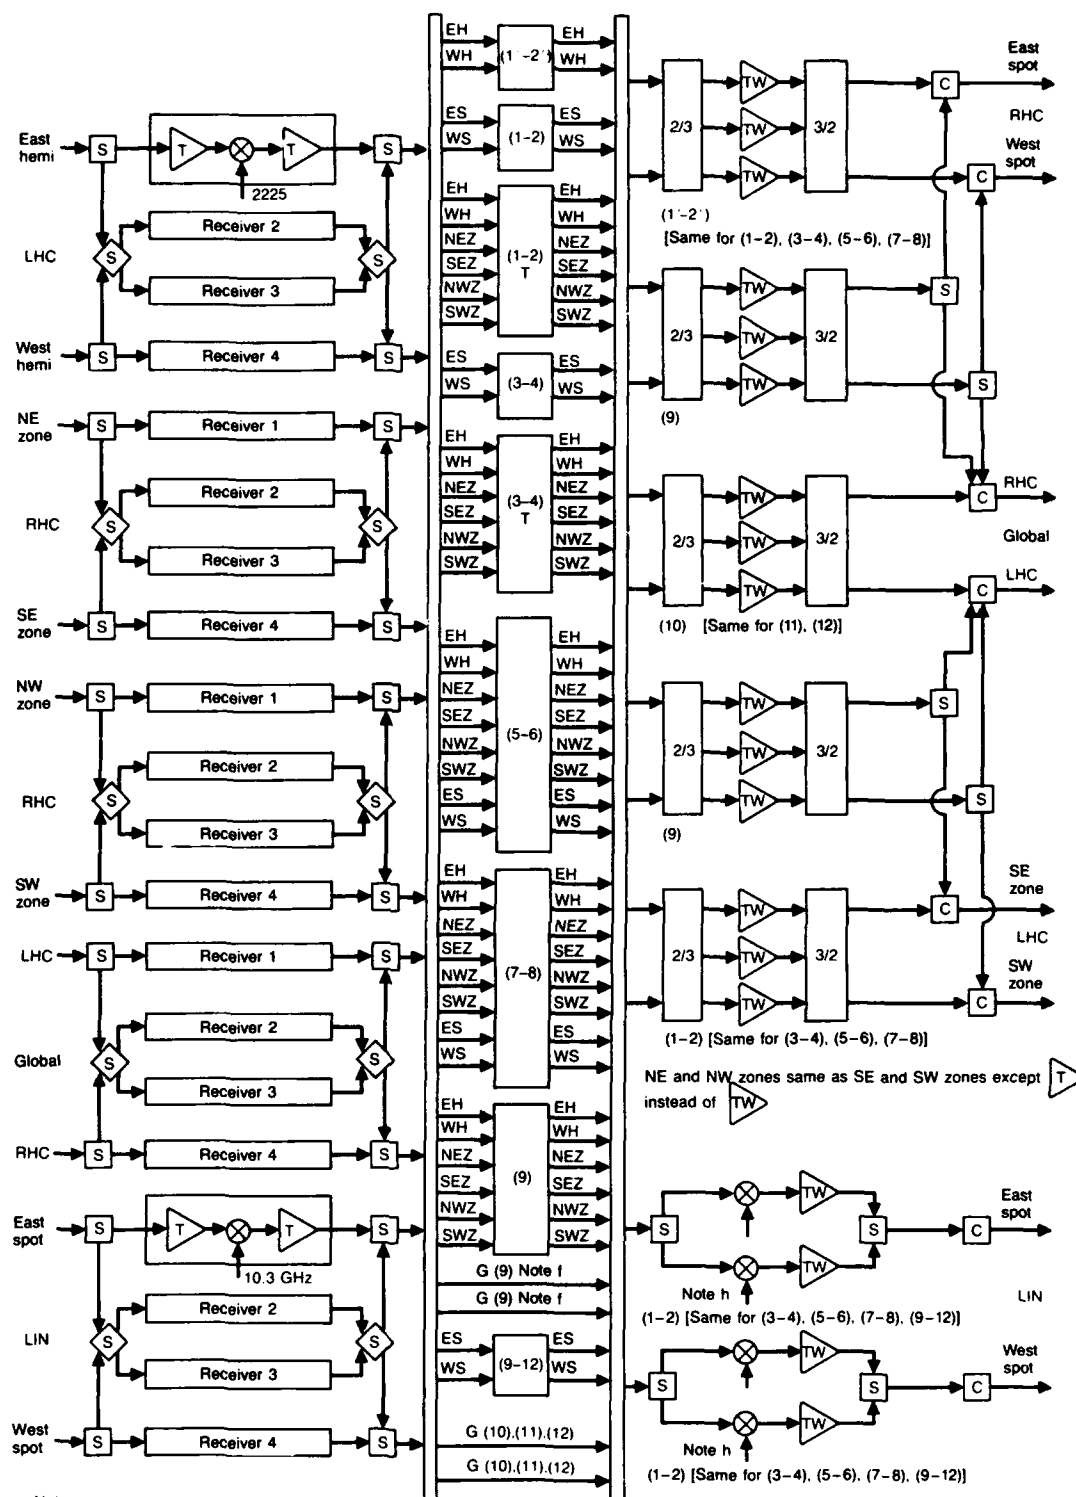 East
hemi
S
T
T
S
2225
Receiver 2
LHC
S
S
Receiver 3
West
hemi
S
Receiver 4
S
NE
zone
S
Receiver 1
S
Receiver 2
RHC
S
S
Receiver 3
SE
zone
S
Receiver 4
S
NW
zone
S
Receiver 1
S
Receiver 2
RHC
S
S
Receiver 3
SW
zone
S
Receiver 4
S
LHC
S
Receiver 1
S
Receiver 2
Global
S
S
Receiver 3
RHC
S
Receiver 4
S
East
spot
S
T
T
S
10.3 GHz
Receiver 2
LIN
S
S
Receiver 3
West
spot
S
Receiver 4
S
EH
WH
(1'-2')
EH
WH
ES
WS
(1-2)
ES
WS
EH
WH
NEZ
SEZ
NWZ
SWZ
(1-2)
T
EH
WH
NEZ
SEZ
NWZ
SWZ
ES
WS
(3-4)
ES
WS
EH
WH
NEZ
SEZ
NWZ
SWZ
(3-4)
T
EH
WH
NEZ
SEZ
NWZ
SWZ
EH
WH
NEZ
SEZ
NWZ
SWZ
ES
WS
(5-6)
EH
WH
NEZ
SEZ
NWZ
SWZ
ES
WS
EH
WH
NEZ
SEZ
NWZ
SWZ
ES
WS
(7-8)
EH
WH
NEZ
SEZ
NWZ
SWZ
ES
WS
EH
WH
NEZ
SEZ
NWZ
SWZ
(9)
EH
WH
NEZ
SEZ
NWZ
SWZ
G (9) Note f
G (9) Note f
ES
WS
(9-12)
ES
WS
G (10),(11),(12)
G (10),(11),(12)
2/3
TW
TW
TW
3/2
C
East
spot
RHC
West
spot
C
(1'-2')
[Same for (1-2), (3-4), (5-6), (7-8)]
2/3
TW
TW
TW
3/2
S
S
(9)
2/3
TW
TW
TW
3/2
C
RHC
Global
LHC
C
(10) [Same for (11), (12)]
2/3
TW
TW
TW
3/2
S
S
(9)
2/3
TW
TW
TW
3/2
C
SE
zone
LHC
SW
zone
C
(1-2) [Same for (3-4), (5-6), (7-8)]
NE and NW zones same as SE and SW zones except T
instead of TW
S
TW
TW
S
C
East
spot
Note h
LIN
(1-2) [Same for (3-4), (5-6), (7-8), (9-12)]
S
TW
TW
S
C
West
spot
Note h
(1-2) [Same for (3-4), (5-6), (7-8), (9-12)]